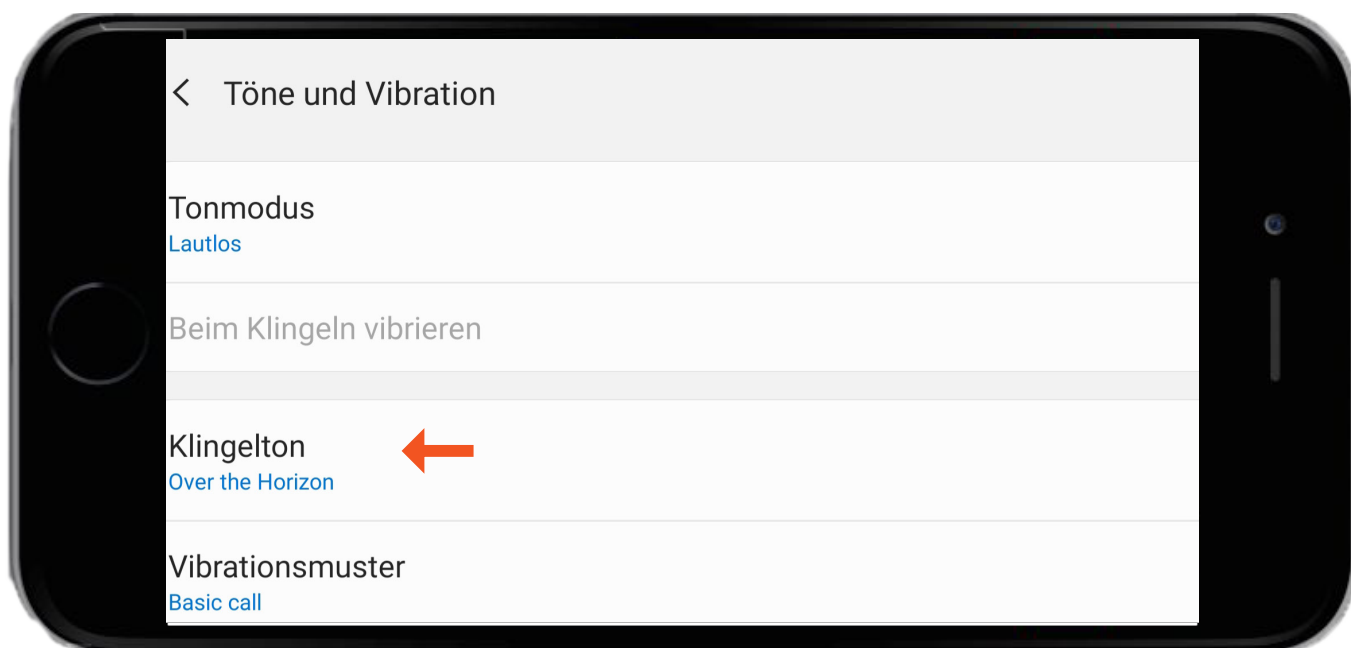 Töne und Vibration
Tonmodus
Lautlos
Beim Klingeln vibrieren
Klingelton
Over the Horizon
Vibrationsmuster
Basic call